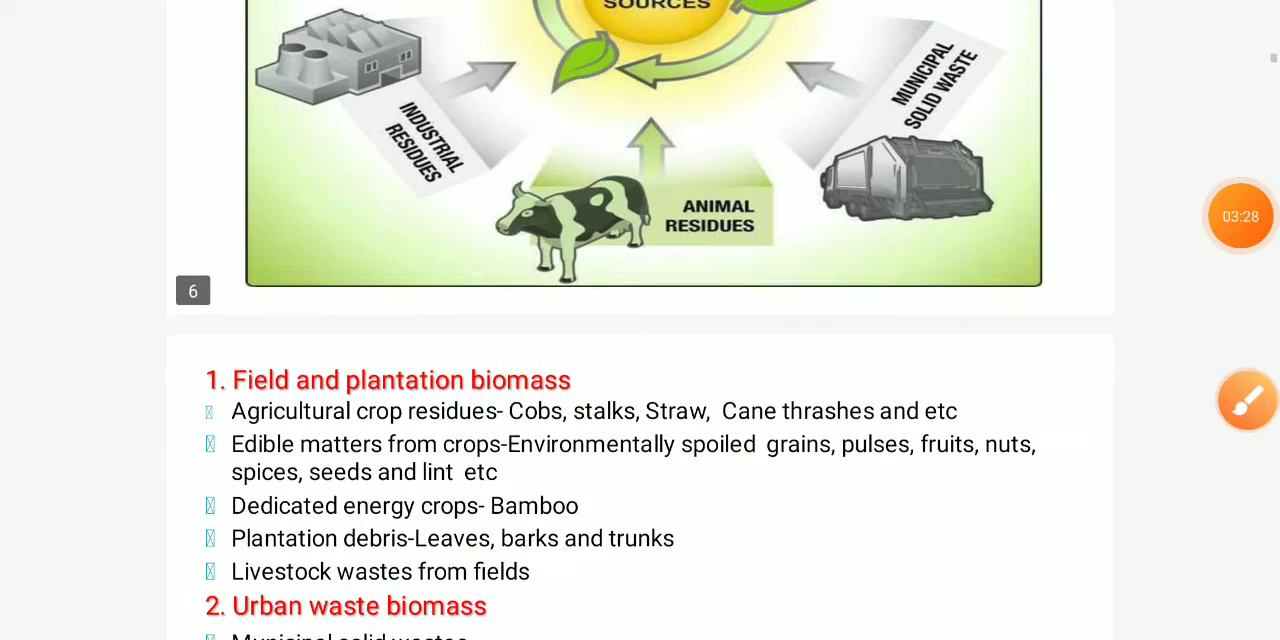 SOURCES
INDUSTRIAL
RESIDUES
MUNICIPAL
SOLID WASTE
ANIMAL
RESIDUES
6
03:28
1. Field and plantation biomass
Agricultural crop residues- Cobs, stalks, Straw, Cane thrashes and etc
Edible matters from crops-Environmentally spoiled grains, pulses, fruits, nuts,
spices, seeds and lint etc
Dedicated energy crops- Bamboo
Plantation debris-Leaves, barks and trunks
Livestock wastes from fields
2. Urban waste biomass
Municipal solid wastes